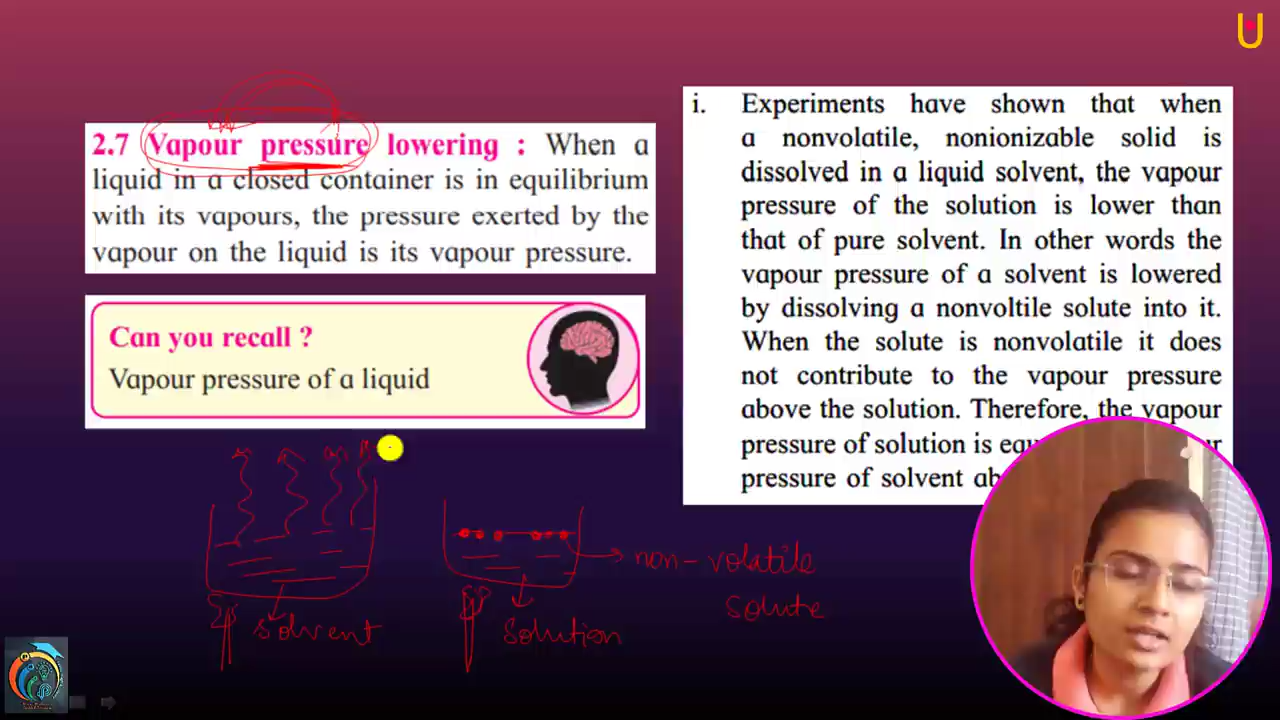 U
2.7 Vapour pressure lowering : When a
liquid in a closed container is in equilibrium
with its vapours, the pressure exerted by the
vapour on the liquid is its vapour pressure.
Can you recall ?
Vapour pressure of a liquid
i. Experiments have shown that when
a nonvolatile, nonionizable solid is
dissolved in a liquid solvent, the vapour
pressure of the solution is lower than
that of pure solvent. In other words the
vapour pressure of a solvent is lowered
by dissolving a nonvoltile solute into it.
When the solute is nonvolatile it does
not contribute to the vapour pressure
above the solution. Therefore, the vapour
pressure of solution is
pressure of solvent
solvent
solution
non-volatile
solute